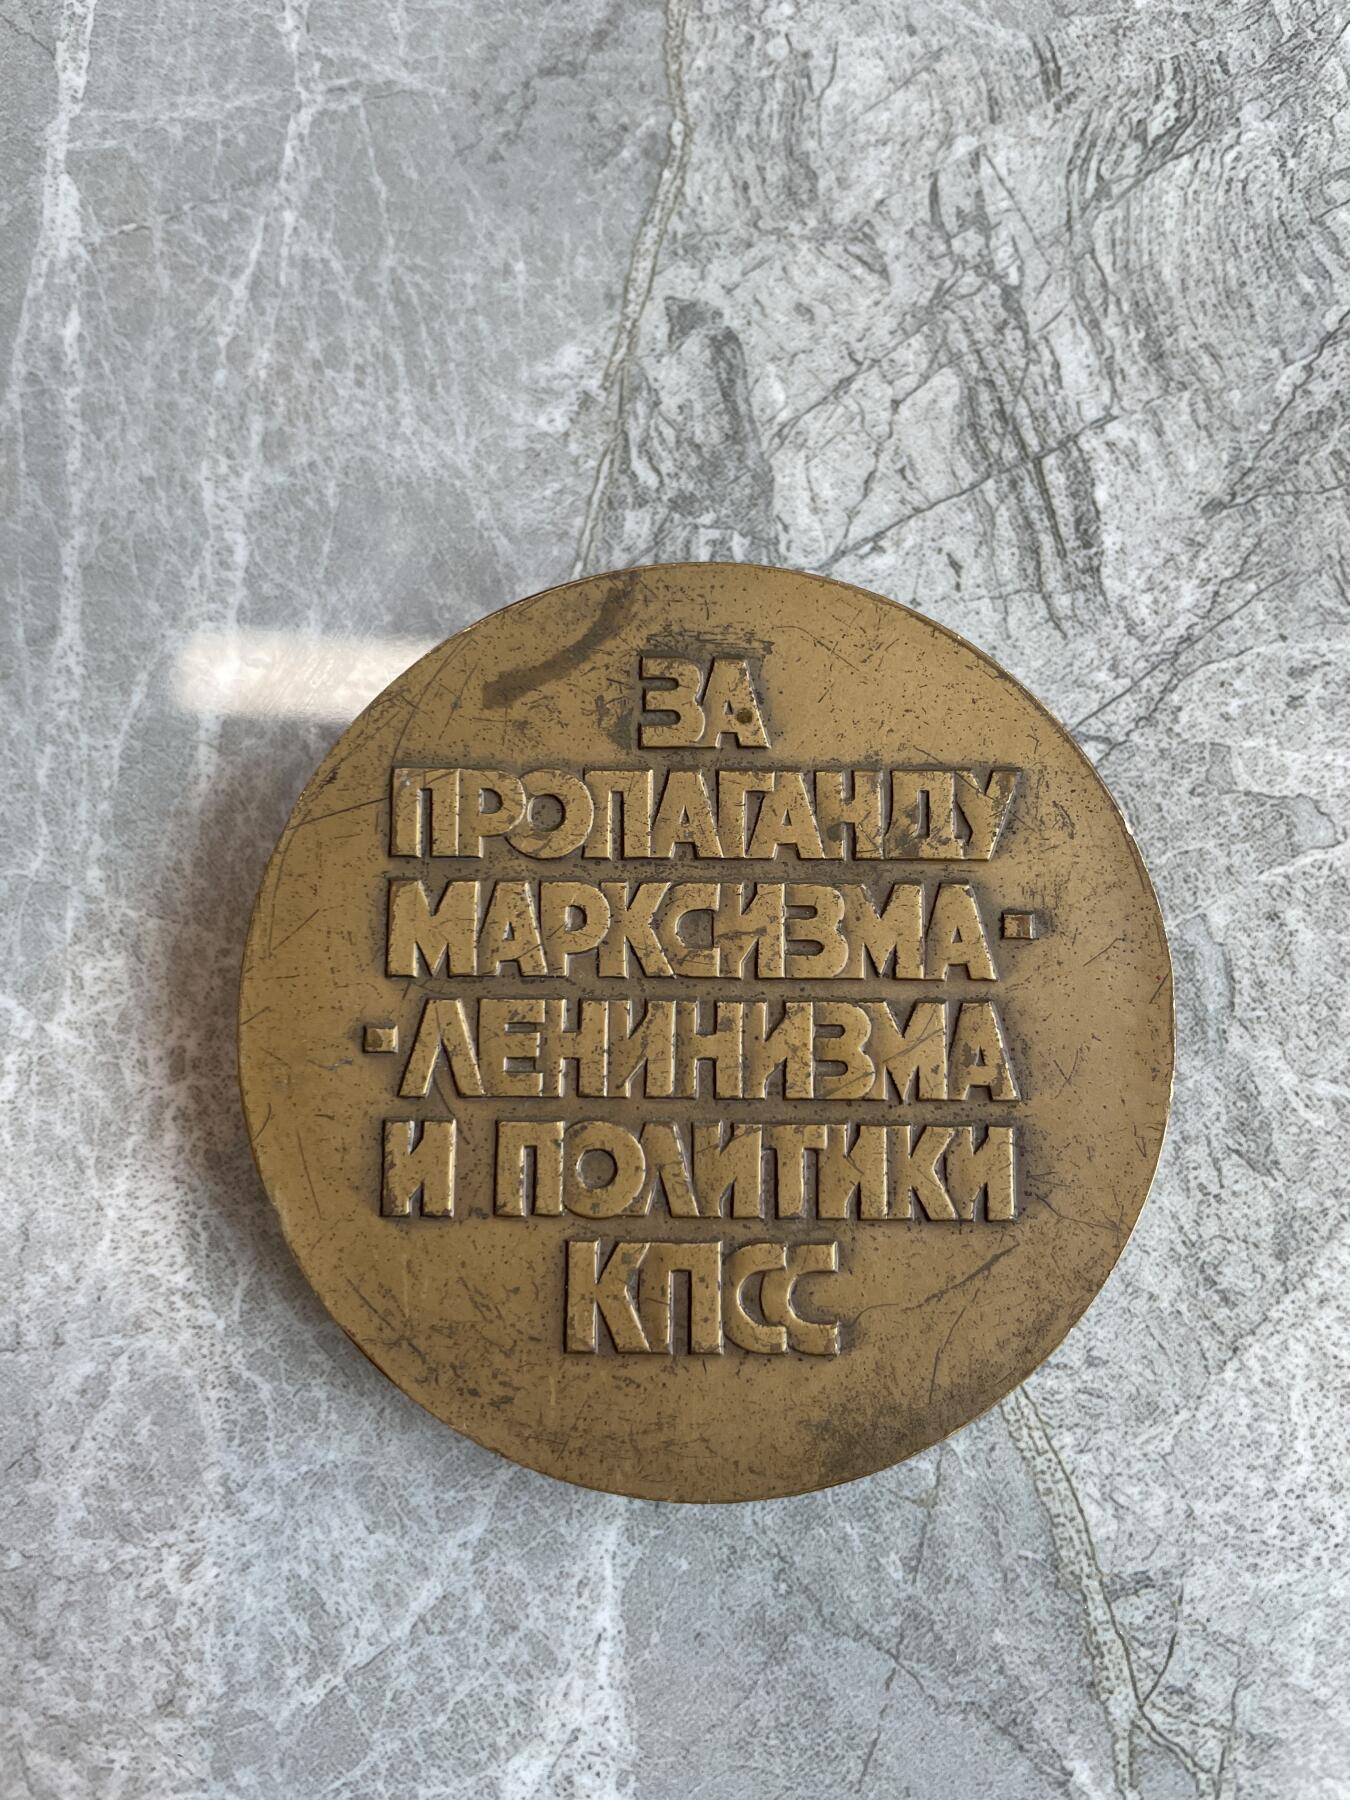 ЗА
ПРОПАГАНДУ
МАРКСИЗМА-
-ЛЕНИНИЗМА
И ПОЛИТИКИ
КПСС